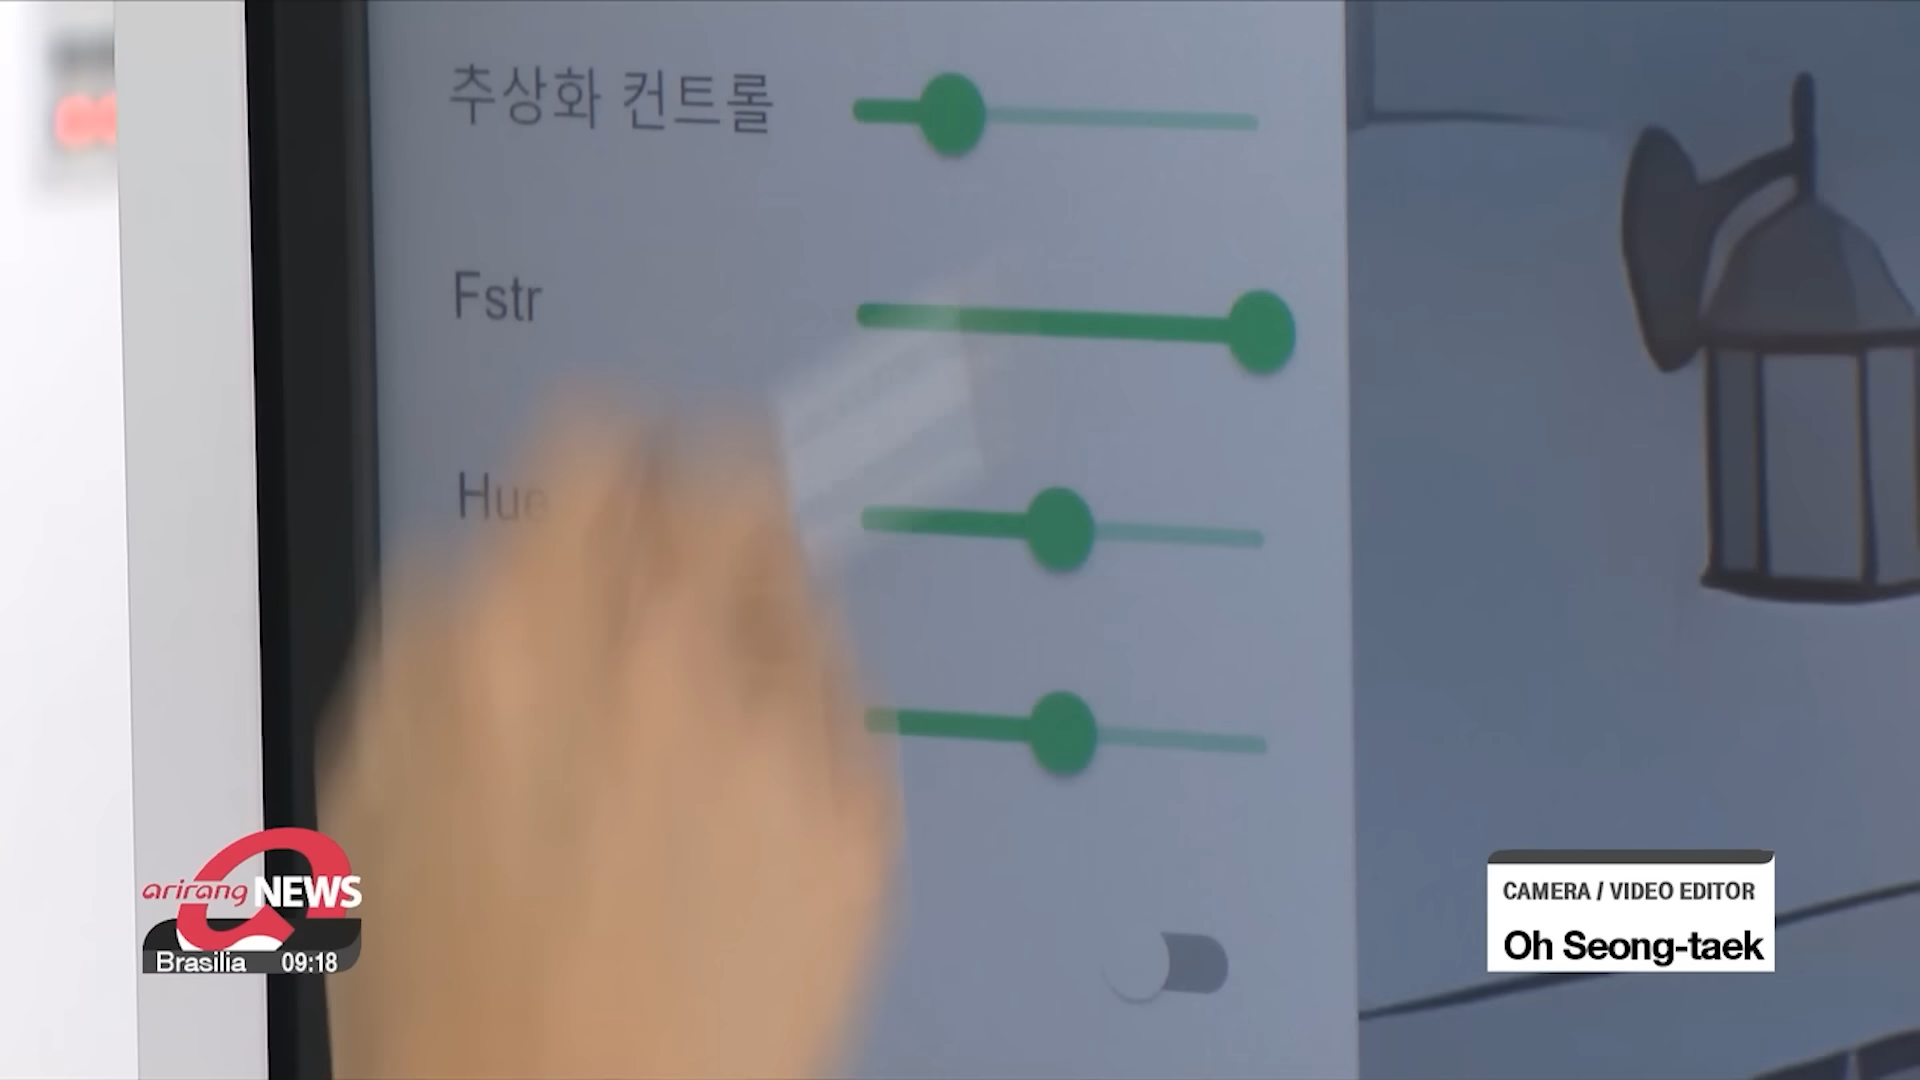 추상화 컨트롤
Fstr
Hue
arirang NEWS
Brasilia 09:18
CAMERA / VIDEO EDITOR
Oh Seong-taek